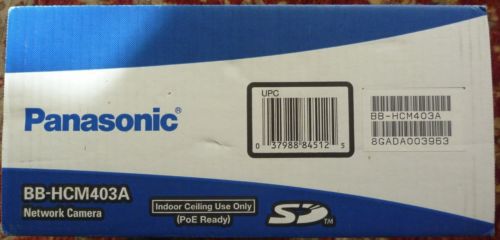 UPC
0 37988 84512 5
BB-HCM403A
8GADA003963
Panasonic®
BB-HCM403A
Network Camera
Indoor Ceiling Use Only
(PoE Ready)
SD™